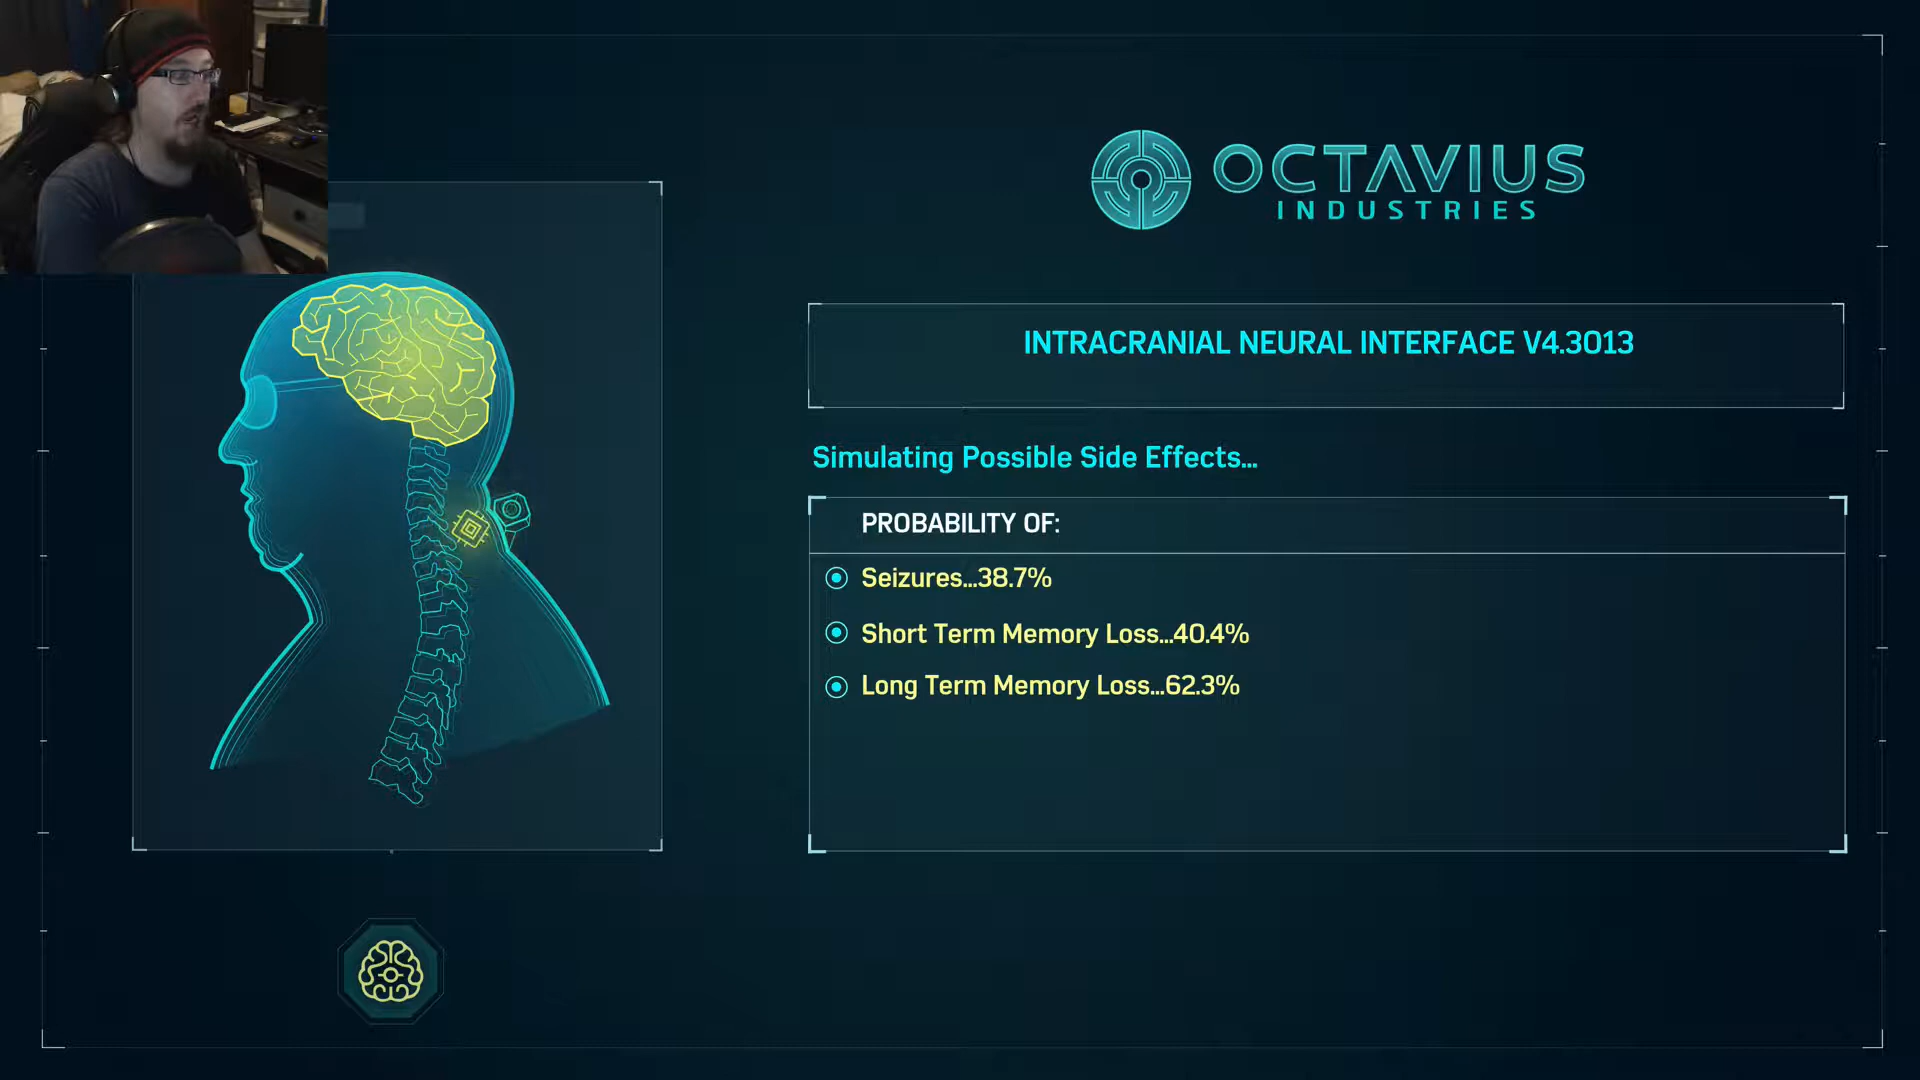 OCTAVIUS
INDUSTRIES
INTRACRANIAL NEURAL INTERFACE V4.3013
Simulating Possible Side Effects...
PROBABILITY OF:
Seizures...38.7%
Short Term Memory Loss...40.4%
Long Term Memory Loss...62.3%